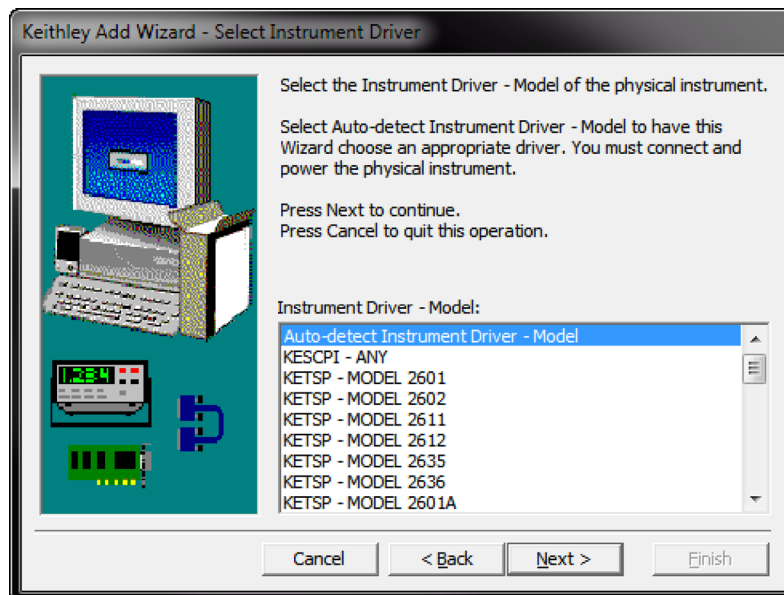 Keithley Add Wizard - Select Instrument Driver
Select the Instrument Driver - Model of the physical instrument.
Select Auto-detect Instrument Driver - Model to have this
Wizard choose an appropriate driver. You must connect and
power the physical instrument.
Press Next to continue.
Press Cancel to quit this operation.
Instrument Driver - Model:
Auto-detect Instrument Driver - Model
KESCPI - ANY
KETSP - MODEL 2601
KETSP - MODEL 2602
KETSP - MODEL 2611
KETSP - MODEL 2612
KETSP - MODEL 2635
KETSP - MODEL 2636
KETSP - MODEL 2601A
1.234
Cancel
< Back
Next >
Finish